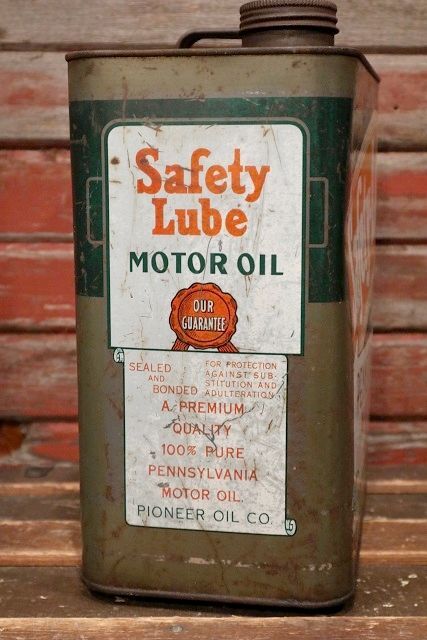 Safety
Lube
MOTOR OIL
OUR
GUARANTEE
SEALED
AND
BONDED
FOR PROTECTION
AGAINST SUB-
STITUTION AND
ADULTERATION
A PREMIUM
QUALITY
100% PURE
PENNSYLVANIA
MOTOR OIL.
PIONEER OIL CO.